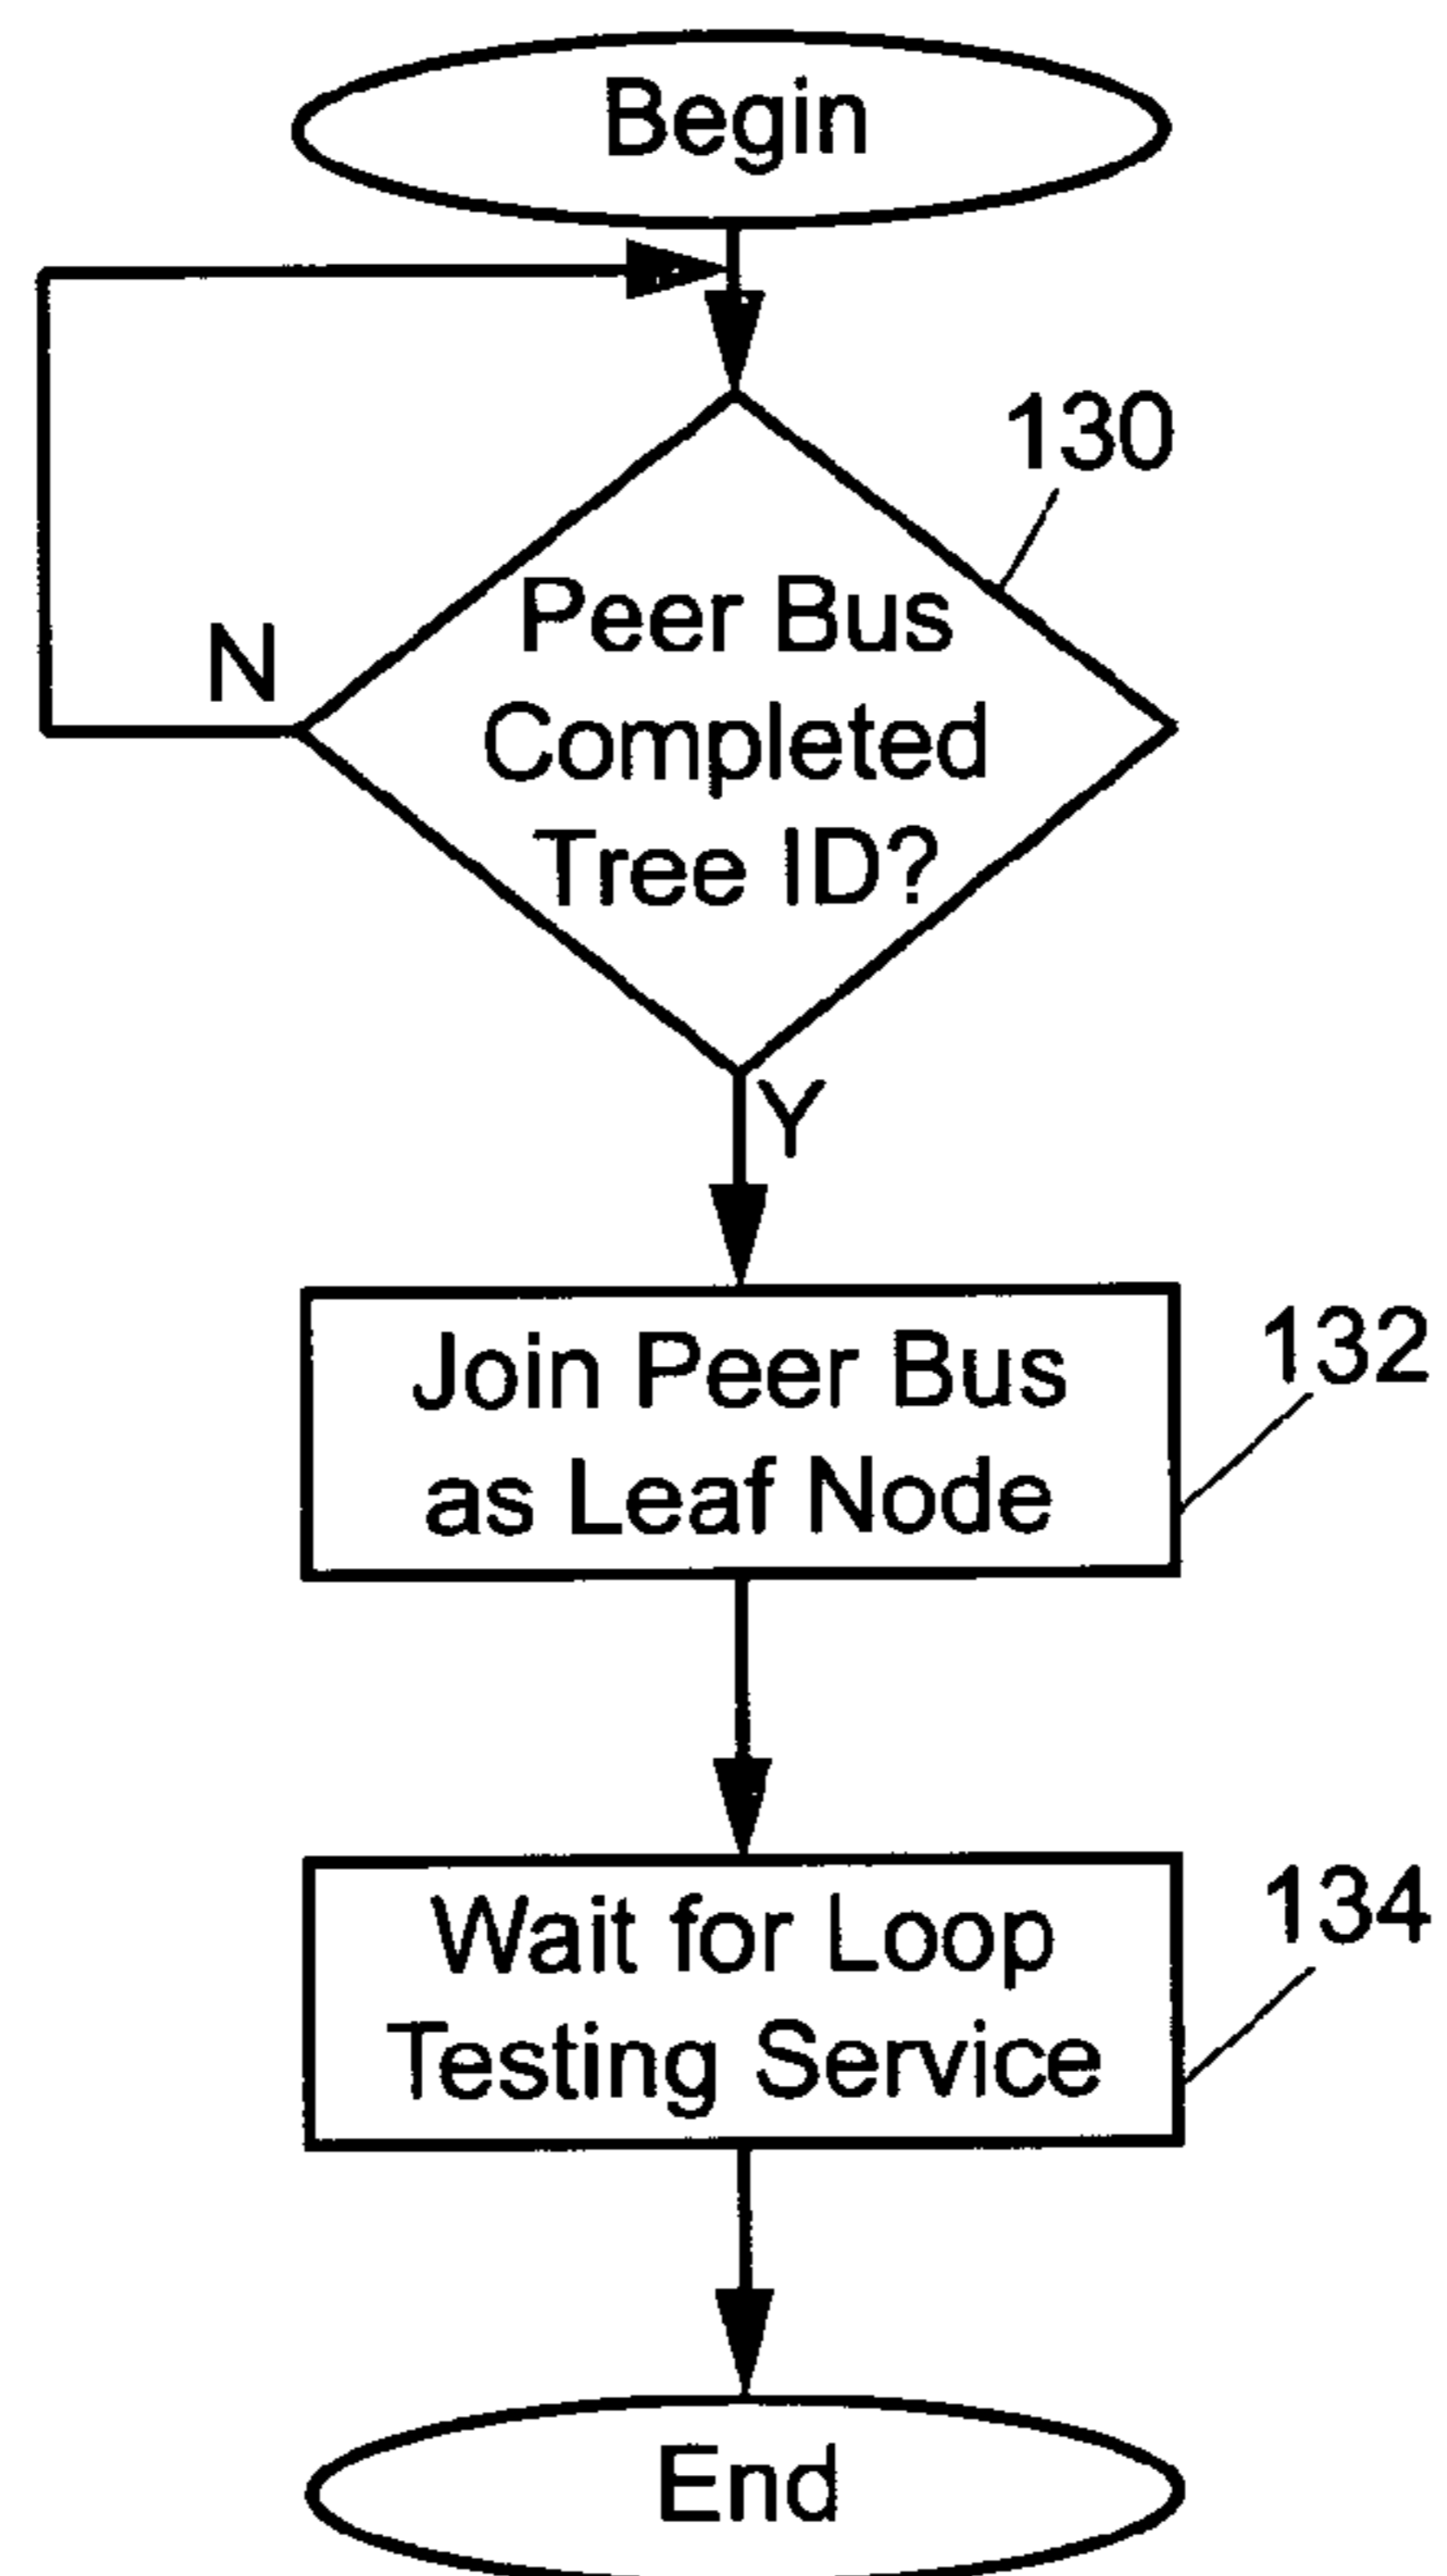 Begin
130
N
Peer Bus
Completed
Tree ID?
Y
Join Peer Bus
as Leaf Node
132
Wait for Loop
Testing Service
134
End